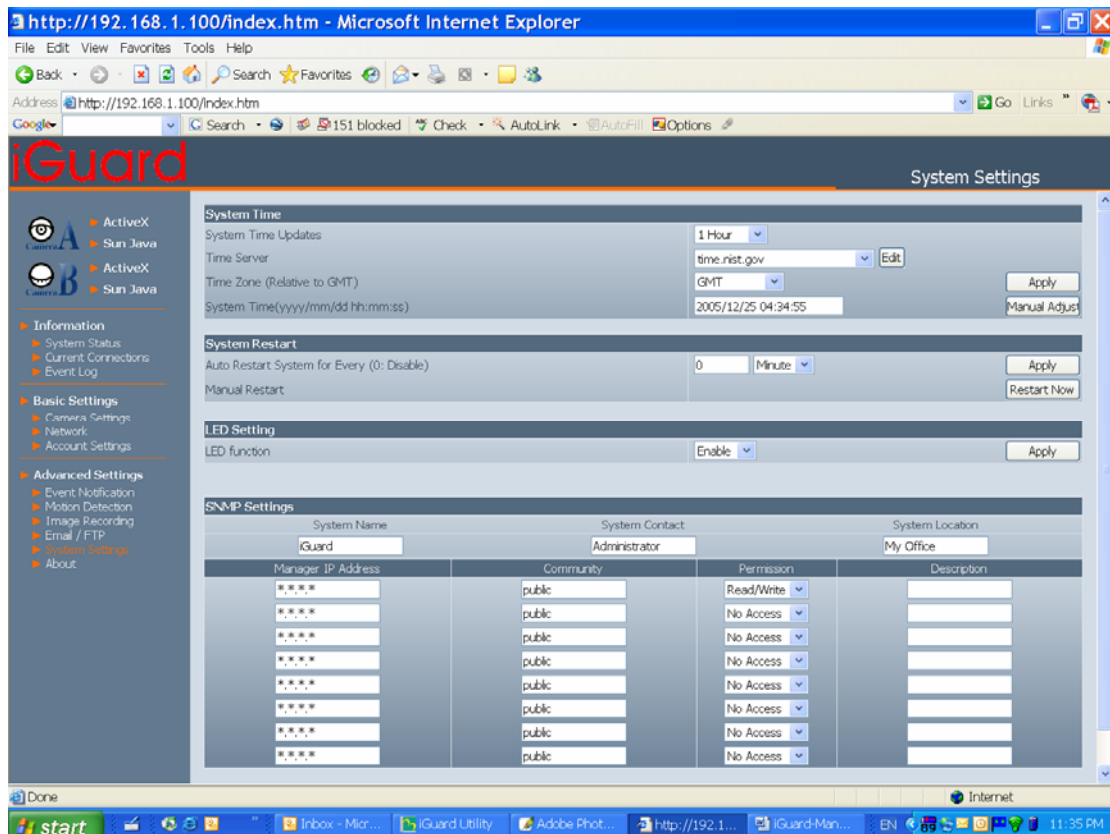 http://192.168.1.100/index.htm - Microsoft Internet Explorer
File Edit View Favorites Tools Help
Back Search Favorites
Address http://192.168.1.100/index.htm Go Links "
Google Search 151 blocked Check AutoLink AutoFill Options
iGuard System Settings
Camera A
ActiveX
Sun Java
Camera B
ActiveX
Sun Java
Information
System Status
Current Connections
Event Log
Basic Settings
Camera Settings
Network
Account Settings
Advanced Settings
Event Notification
Motion Detection
Image Recording
Email / FTP
System Settings
About
System Time
System Time Updates 1 Hour
Time Server time.nist.gov Edit
Time Zone (Relative to GMT) GMT Apply
System Time(yyyy/mm/dd hh:mm:ss) 2005/12/25 04:34:55 Manual Adjust
System Restart
Auto Restart System for Every (0: Disable) 0 Minute Apply
Manual Restart Restart Now
LED Setting
LED function Enable Apply
SNMP Settings
System Name System Contact System Location
iGuard Administrator My Office
Manager IP Address Community Permission Description
*.*.*.* public Read/Write
*.*.*.* public No Access
*.*.*.* public No Access
*.*.*.* public No Access
*.*.*.* public No Access
*.*.*.* public No Access
*.*.*.* public No Access
*.*.*.* public No Access
Done Internet
start " Inbox - Micr... iGuard Utility Adobe Phot... http://192.1... iGuard-Man... EN 11:35 PM